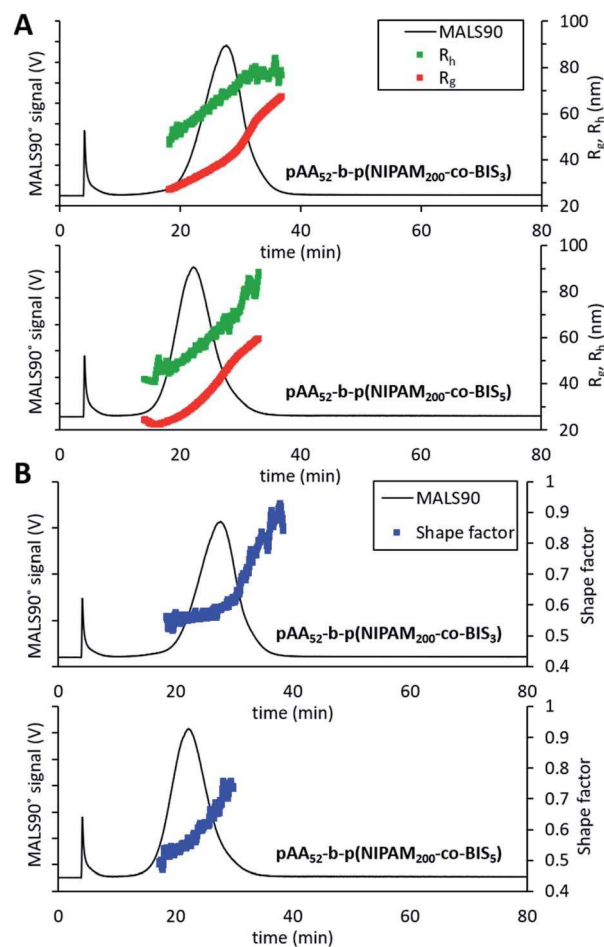 A
MALS90
Rh
Rg
MALS90° signal (V)
100
80
60
40
20
Rg, Rh (nm)
pAA52-b-p(NIPAM200-co-BIS3)
0 20 40 60 80
time (min)
MALS90° signal (V)
100
80
60
40
20
Rg, Rh (nm)
pAA52-b-p(NIPAM200-co-BIS5)
0 20 40 60 80
time (min)
B
MALS90
Shape factor
MALS90° signal (V)
1
0.9
0.8
0.7
0.6
0.5
0.4
Shape factor
pAA52-b-p(NIPAM200-co-BIS3)
0 20 40 60 80
time (min)
MALS90° signal (V)
1
0.9
0.8
0.7
0.6
0.5
0.4
Shape factor
pAA52-b-p(NIPAM200-co-BIS5)
0 20 40 60 80
time (min)